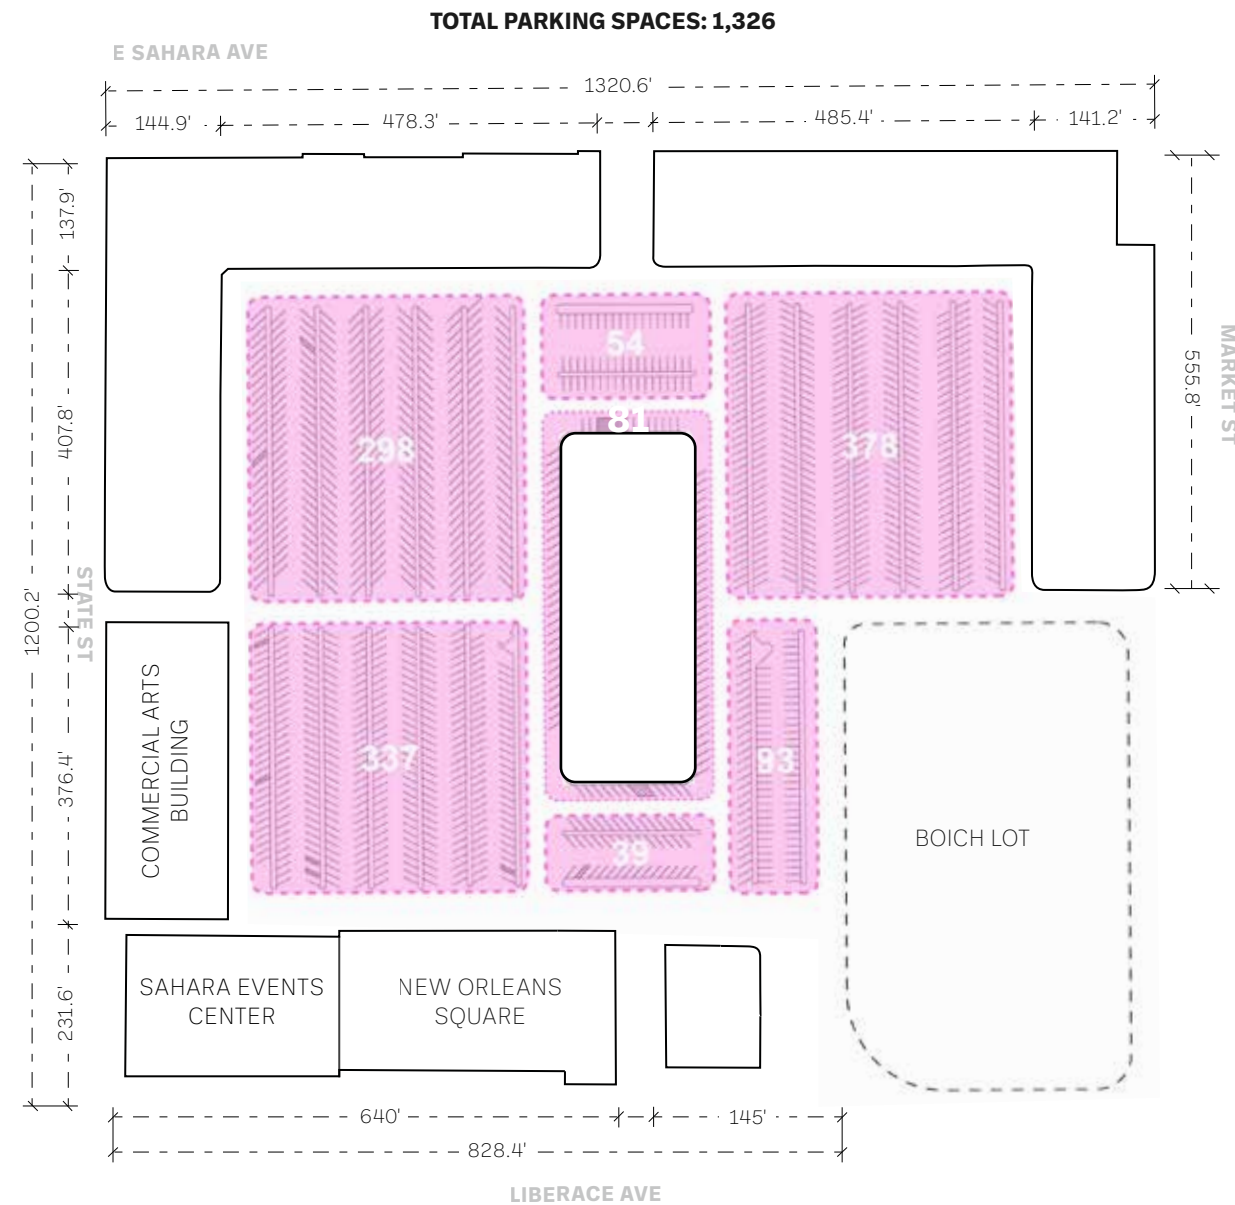 TOTAL PARKING SPACES: 1,326
E SAHARA AVE
1320.6'
144.9'
478.3'
485.4'
141.2'
137.9'
407.8'
1200.2'
376.4'
231.6'
STATE ST
555.8'
MARKET ST
54
81
298
378
337
93
39
COMMERCIAL ARTS
BUILDING
BOICH LOT
SAHARA EVENTS
CENTER
NEW ORLEANS
SQUARE
640'
145'
828.4'
LIBERACE AVE